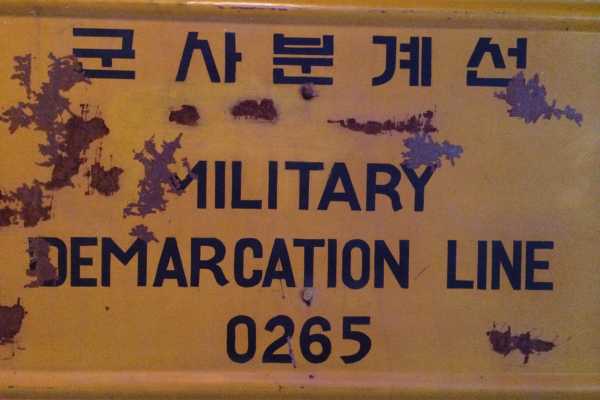 군사분계선
MILITARY
DEMARCATION LINE
0265